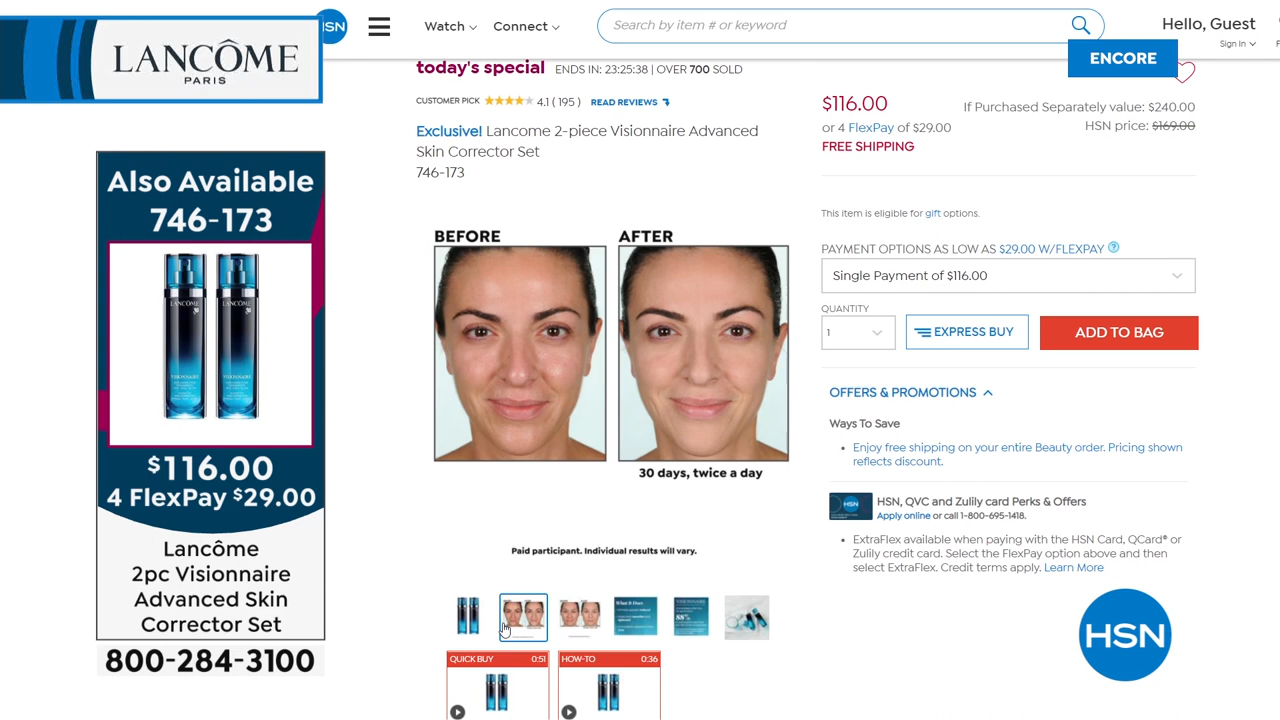 LANCÔME
PARIS
HSN
Watch
Connect
Search by item # or keyword
Hello, Guest
Sign In
ENCORE
today's special ENDS IN: 23:25:38 | OVER 700 SOLD
CUSTOMER PICK 4.1 ( 195 ) READ REVIEWS
Exclusive! Lancome 2-piece Visionnaire Advanced
Skin Corrector Set
746-173
$116.00
or 4 FlexPay of $29.00
FREE SHIPPING
If Purchased Separately value: $240.00
HSN price: $169.00
This item is eligible for gift options.
PAYMENT OPTIONS AS LOW AS $29.00 W/FLEXPAY ?
Single Payment of $116.00
QUANTITY
1
EXPRESS BUY
ADD TO BAG
OFFERS & PROMOTIONS
Ways To Save
• Enjoy free shipping on your entire Beauty order. Pricing shown
reflects discount.
HSN
HSN, QVC and Zulily card Perks & Offers
Apply online or call 1-800-695-1418.
• ExtraFlex available when paying with the HSN Card, QCard® or
Zulily credit card. Select the FlexPay option above and then
select ExtraFlex. Credit terms apply. Learn More
HSN
Also Available
746-173
LANCÔME
VISIONNAIRE
LANCÔME
VISIONNAIRE
$116.00
4 FlexPay $29.00
Lancôme
2pc Visionnaire
Advanced Skin
Corrector Set
800-284-3100
BEFORE
AFTER
30 days, twice a day
Paid participant. Individual results will vary.
What It Does
88%
QUICK BUY 0:51
HOW-TO 0:36